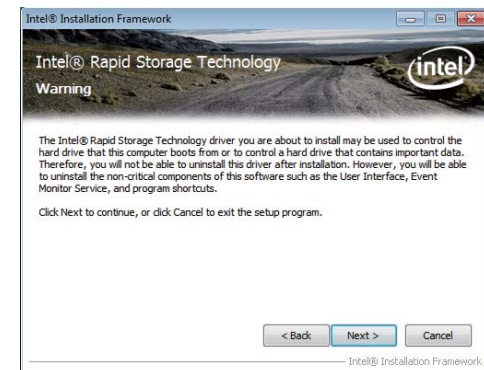 Intel® Installation Framework
Intel® Rapid Storage Technology
(intel)
Warning
The Intel® Rapid Storage Technology driver you are about to install may be used to control the
hard drive that this computer boots from or to control a hard drive that contains important data.
Therefore, you will not be able to uninstall this driver after installation. However, you will be able
to uninstall the non-critical components of this software such as the User Interface, Event
Monitor Service, and program shortcuts.
Click Next to continue, or click Cancel to exit the setup program.
< Back Next > Cancel
Intel® Installation Framework